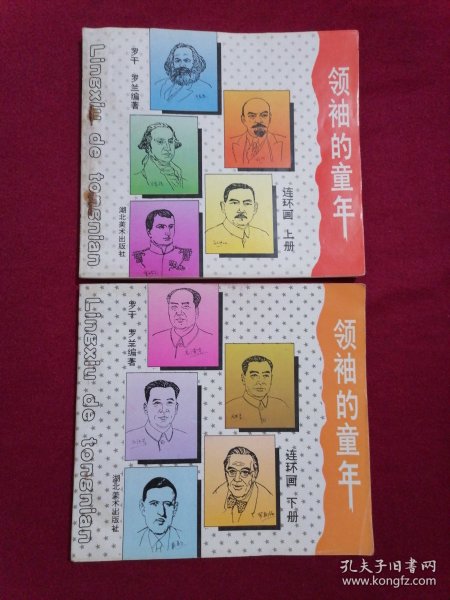 领袖的童年
罗干 罗兰编著
连环画 上册
湖北美术出版社
Lingxiu de tongnian
领袖的童年
罗干 罗兰编著
连环画 下册
湖北美术出版社
Lingxiu de tongnian
孔夫子旧书网
www.kongfz.com